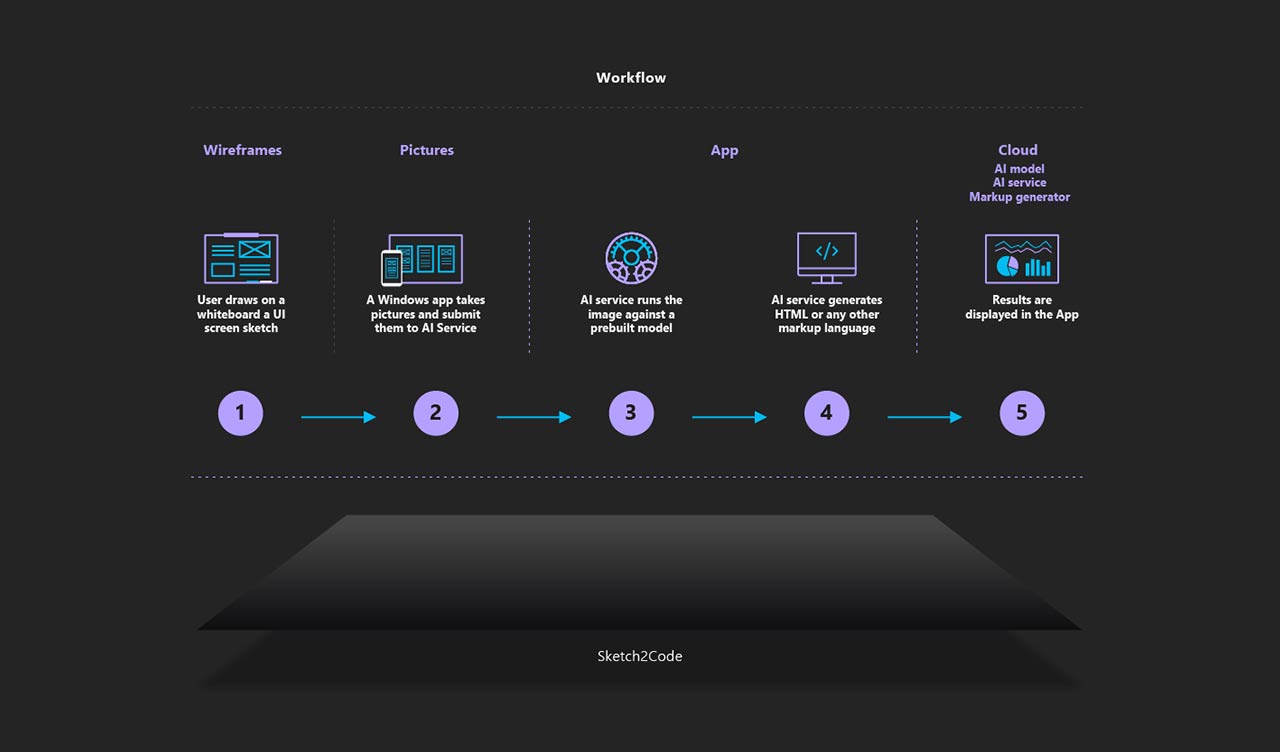 Workflow
Wireframes
Pictures
App
Cloud
AI model
AI service
Markup generator
User draws on a
whiteboard a UI
screen sketch
A Windows app takes
pictures and submit
them to AI Service
AI service runs the
image against a
prebuilt model
</>
AI service generates
HTML or any other
markup language
Results are
displayed in the App
1
2
3
4
5
Sketch2Code